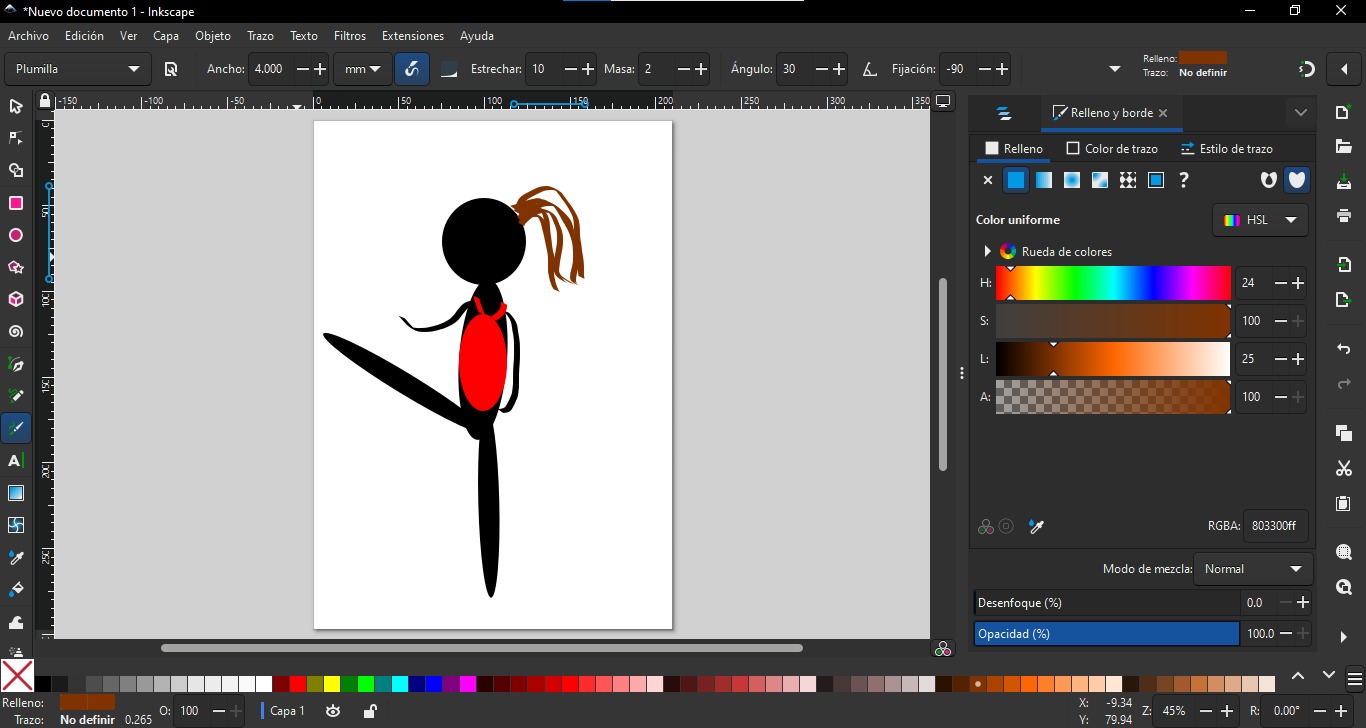 *Nuevo documento 1 - Inkscape
Archivo Edición Ver Capa Objeto Trazo Texto Filtros Extensiones Ayuda
Plumilla Ancho: 4.000 mm Estrechar: 10 Masa: 2 Ángulo: 30 Fijación: -90 Relleno:
Trazo: No definir
-150 -100 -50 0 50 100 150 200 250 300 350
Relleno y borde
Relleno Color de trazo Estilo de trazo
?
Color uniforme HSL
Rueda de colores
H: 24
S: 100
L: 25
A: 100
0
50
100
150
200
250
RGBA: 803300ff
Modo de mezcla: Normal
Desenfoque (%) 0.0
Opacidad (%) 100.0
Relleno:
Trazo: No definir 0.265 O: 100 Capa 1
X: -9.34
Y: 79.94
Z: 45% R: 0.00°